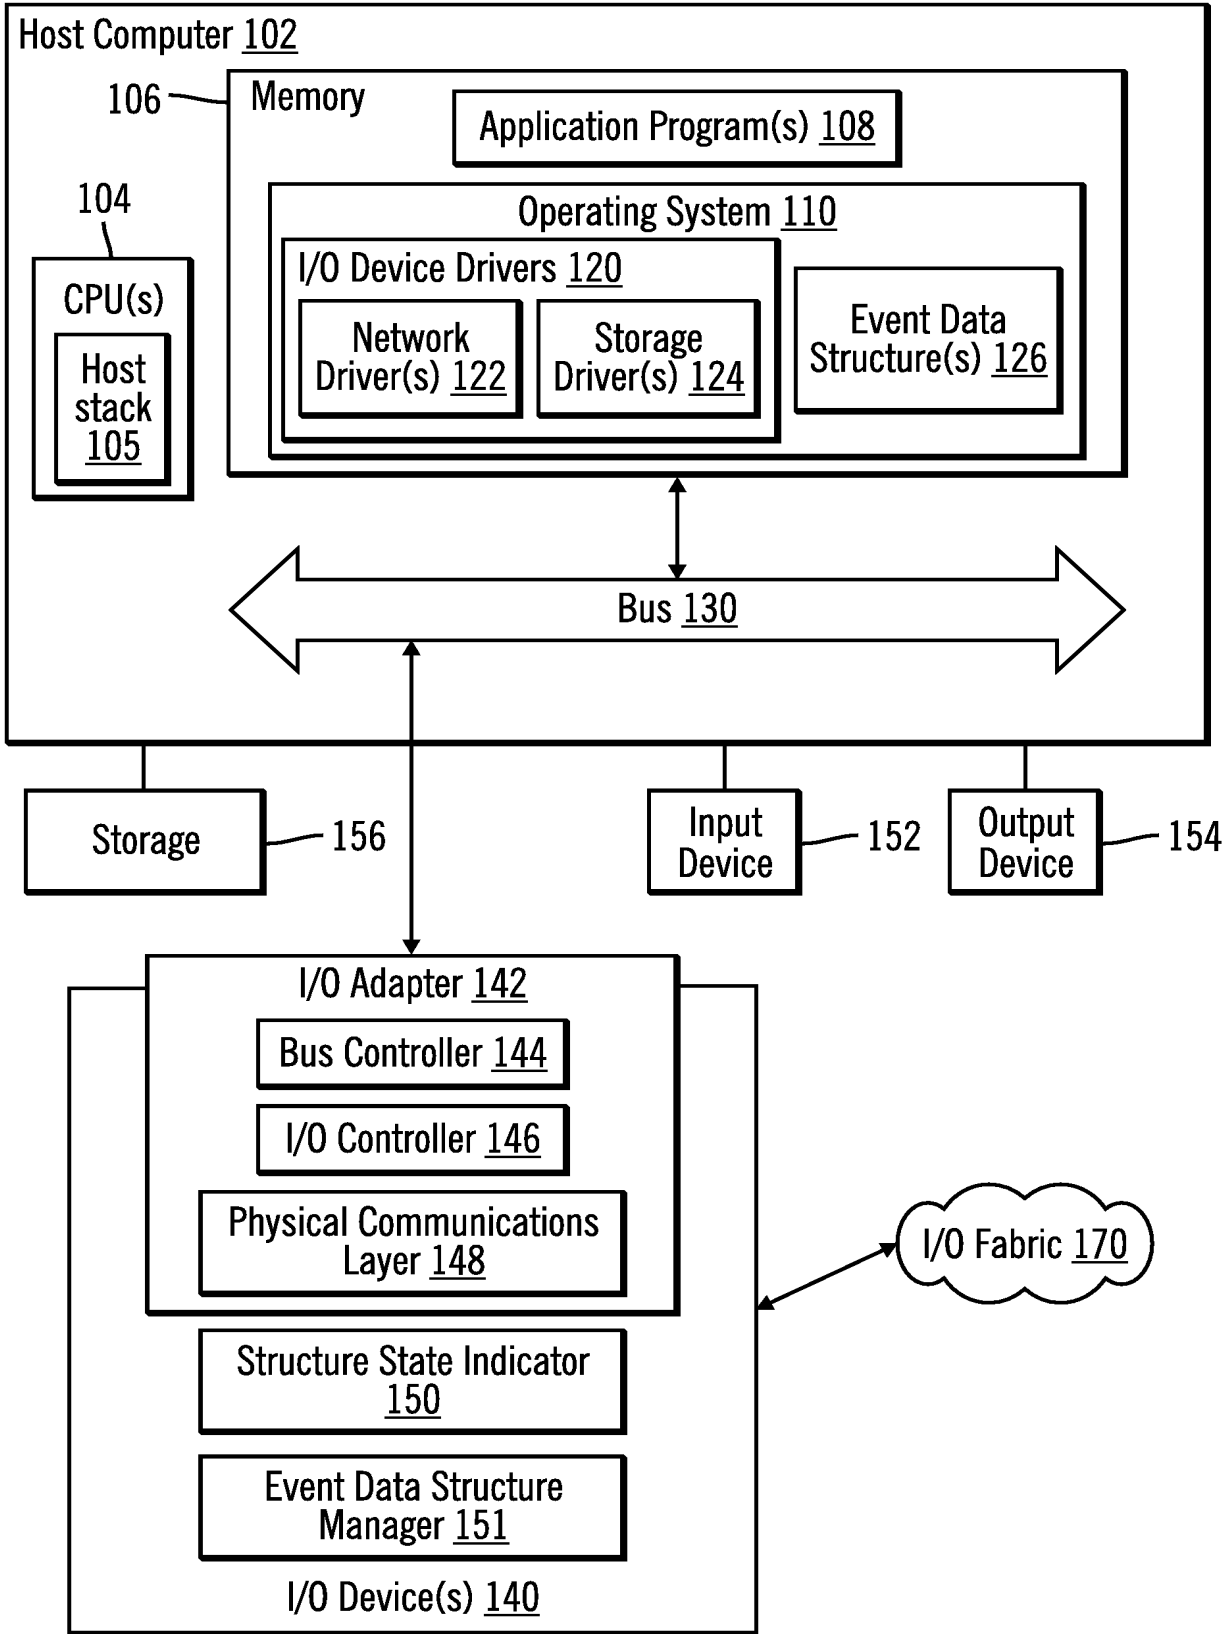 Host Computer 102
106
Memory
Application Program(s) 108
104
CPU(s)
Host
stack
105
Operating System 110
I/O Device Drivers 120
Network
Driver(s) 122
Storage
Driver(s) 124
Event Data
Structure(s) 126
Bus 130
Storage
156
Input
Device
152
Output
Device
154
I/O Adapter 142
Bus Controller 144
I/O Controller 146
Physical Communications
Layer 148
I/O Fabric 170
Structure State Indicator
150
Event Data Structure
Manager 151
I/O Device(s) 140